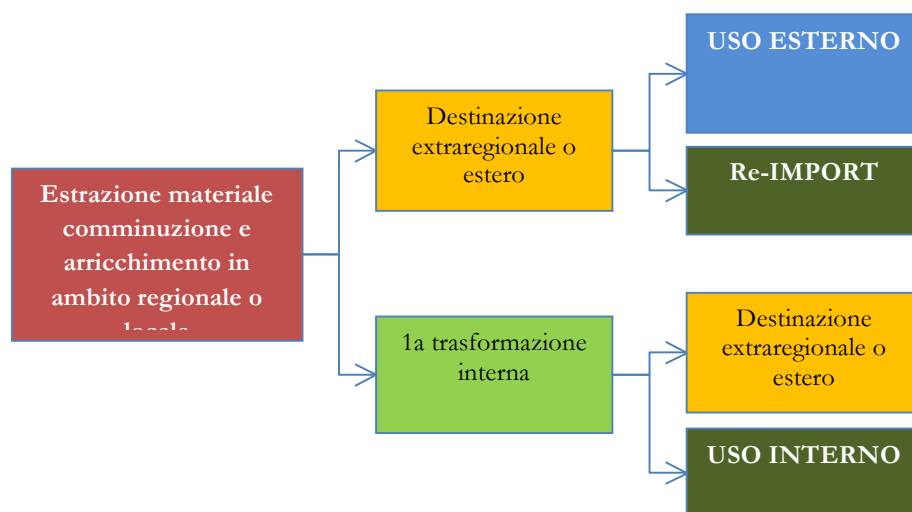 Estrazione materiale
comminuzione e
arricchimento in
ambito regionale o
locale
Destinazione
extraregionale o
estero
1a trasformazione
interna
USO ESTERNO
Re-IMPORT
Destinazione
extraregionale o
estero
USO INTERNO